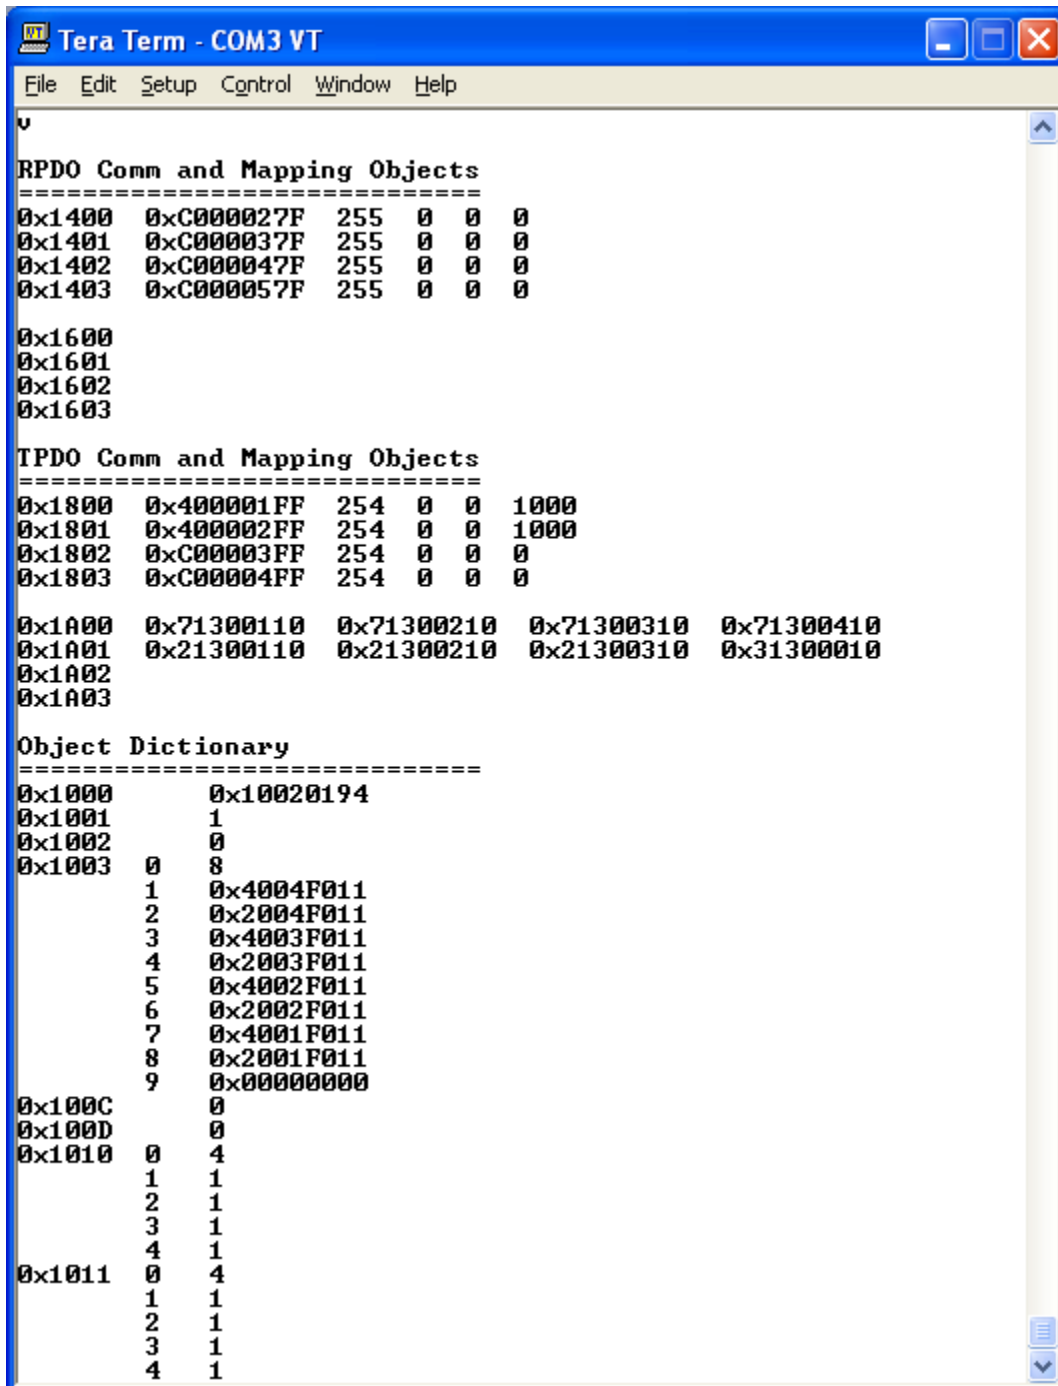 Tera Term - COM3 VT
File Edit Setup Control Window Help
v
RPDO Comm and Mapping Objects
=============================
0x1400 0xC000027F 255 0 0 0
0x1401 0xC000037F 255 0 0 0
0x1402 0xC000047F 255 0 0 0
0x1403 0xC000057F 255 0 0 0
0x1600
0x1601
0x1602
0x1603
TPDO Comm and Mapping Objects
=============================
0x1800 0x400001FF 254 0 0 1000
0x1801 0x400002FF 254 0 0 1000
0x1802 0xC00003FF 254 0 0 0
0x1803 0xC00004FF 254 0 0 0
0x1A00 0x71300110 0x71300210 0x71300310 0x71300410
0x1A01 0x21300110 0x21300210 0x21300310 0x31300010
0x1A02
0x1A03
Object Dictionary
=============================
0x1000 0x10020194
0x1001 1
0x1002 0
0x1003 0 8
1 0x4004F011
2 0x2004F011
3 0x4003F011
4 0x2003F011
5 0x4002F011
6 0x2002F011
7 0x4001F011
8 0x2001F011
9 0x00000000
0x100C 0
0x100D 0
0x1010 0 4
1 1
2 1
3 1
4 1
0x1011 0 4
1 1
2 1
3 1
4 1